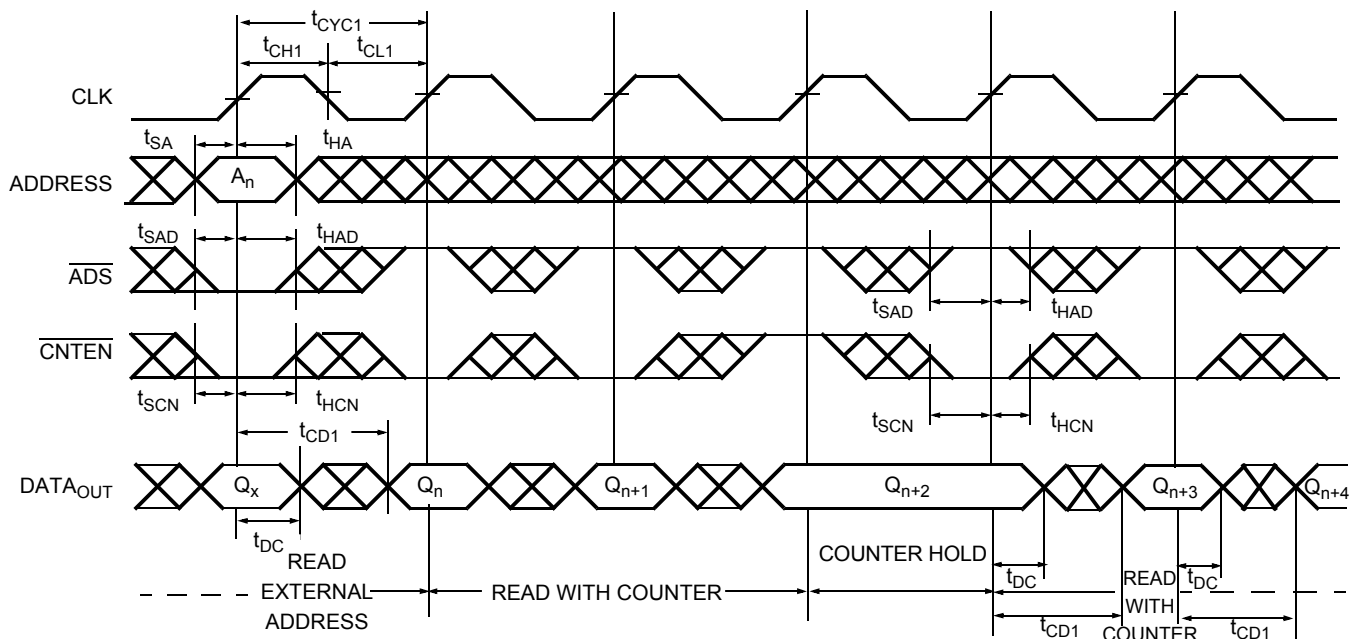 tCYC1
tCH1 tCL1
CLK
tSA tHA
ADDRESS An
tSAD tHAD
ADS
tSAD tHAD
CNTEN
tSCN tHCN tSCN tHCN
tCD1
DATAOUT Qx Qn Qn+1 Qn+2 Qn+3 Qn+4
tDC
READ EXTERNAL ADDRESS
READ WITH COUNTER
COUNTER HOLD
tDC tDC
READ WITH COUNTER
tCD1 tCD1